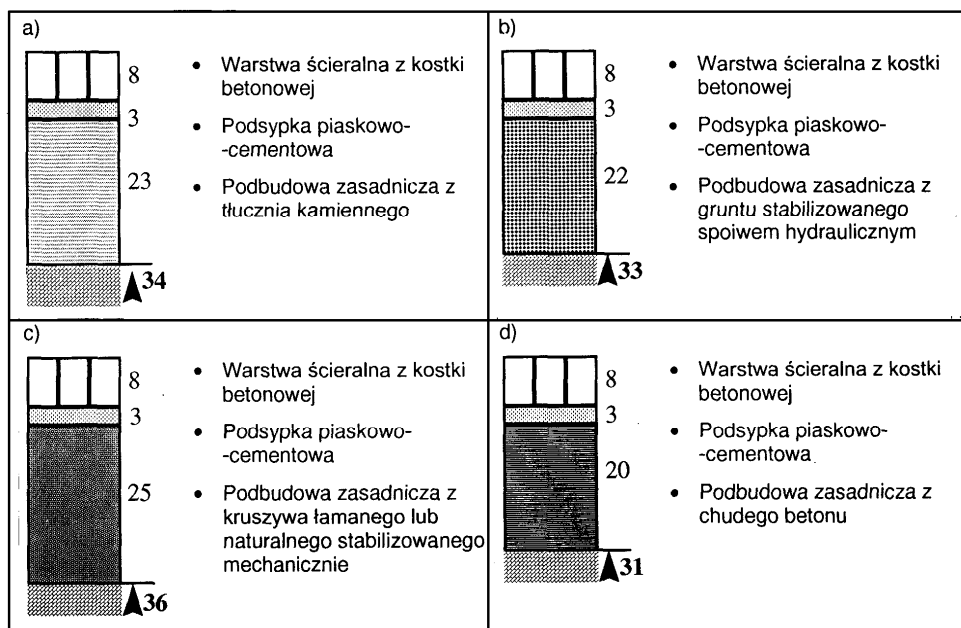 a)
8
3
23
34
• Warstwa ścieralna z kostki
betonowej
• Podsypka piaskowo-
-cementowa
• Podbudowa zasadnicza z
tłucznia kamiennego
b)
8
3
22
33
• Warstwa ścieralna z kostki
betonowej
• Podsypka piaskowo-
-cementowa
• Podbudowa zasadnicza z
gruntu stabilizowanego
spoiwem hydraulicznym
c)
8
3
25
36
• Warstwa ścieralna z kostki
betonowej
• Podsypka piaskowo-
-cementowa
• Podbudowa zasadnicza z
kruszywa łamanego lub
naturalnego stabilizowanego
mechanicznie
d)
8
3
20
31
• Warstwa ścieralna z kostki
betonowej
• Podsypka piaskowo-
-cementowa
• Podbudowa zasadnicza z
chudego betonu